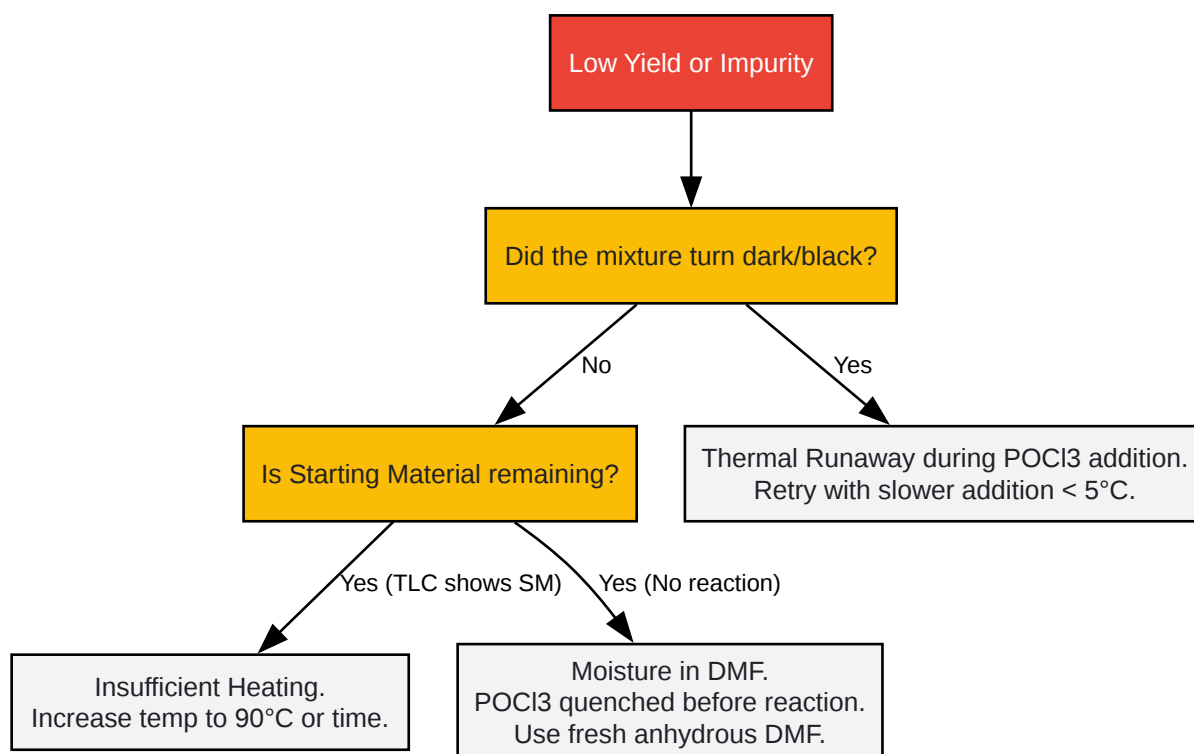 Low Yield or Impurity
Did the mixture turn dark/black?
No
Yes
Is Starting Material remaining?
Thermal Runaway during POCl3 addition.
Retry with slower addition < 5°C.
Yes (TLC shows SM)
Yes (No reaction)
Insufficient Heating.
Increase temp to 90°C or time.
Moisture in DMF.
POCl3 quenched before reaction.
Use fresh anhydrous DMF.